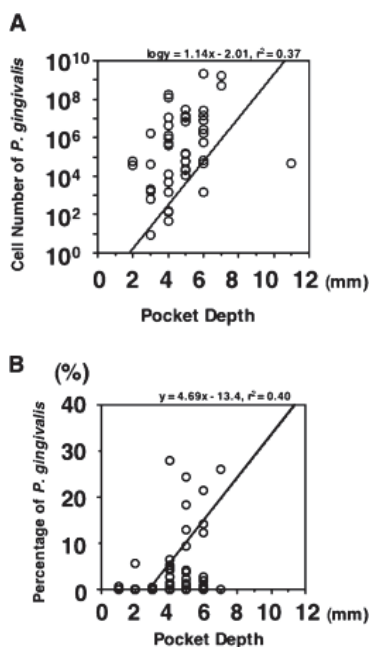 A
logy = 1.14x - 2.01, r² = 0.37
Cell Number of P. gingivalis
10¹⁰
10⁸
10⁶
10⁴
10²
10⁰
0 2 4 6 8 10 12 (mm)
Pocket Depth
B
(%)
y = 4.69x - 13.4, r² = 0.40
Percentage of P. gingivalis
40
30
20
10
0
0 2 4 6 8 10 12 (mm)
Pocket Depth